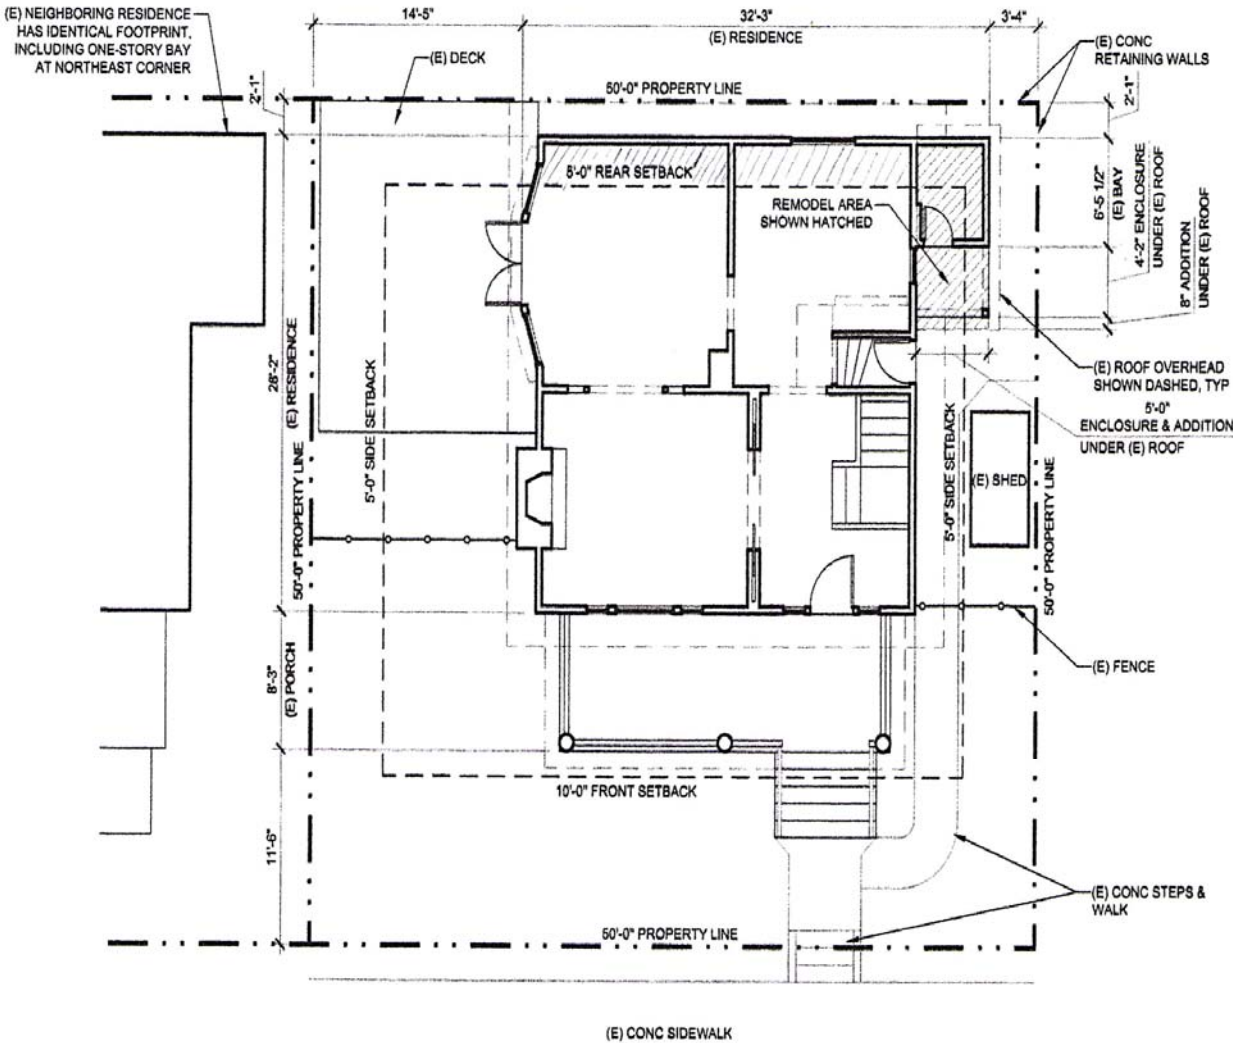 (E) NEIGHBORING RESIDENCE
HAS IDENTICAL FOOTPRINT,
INCLUDING ONE-STORY BAY
AT NORTHEAST CORNER
14'-5"
32'-3"
(E) RESIDENCE
3'-4"
(E) DECK
(E) CONC
RETAINING WALLS
2'-1"
50'-0" PROPERTY LINE
2'-1"
REMODEL AREA
SHOWN HATCHED
6'-5 1/2"
(E) BAY
4'-2" ENCLOSURE
UNDER (E) ROOF
8" ADDITION
UNDER (E) ROOF
-0" REAR SETBACK
28'-2"
(E) RESIDENCE
5'-0" SIDE SETBACK
50'-0" PROPERTY LINE
(E) ROOF OVERHEAD
SHOWN DASHED, TYP
5'-0"
ENCLOSURE & ADDITION
UNDER (E) ROOF
5'-0" SIDE SETBACK
(E) SHED
50'-0" PROPERTY LINE
8'-3"
(E) PORCH
(E) FENCE
10'-0" FRONT SETBACK
11'-6"
(E) CONC STEPS &
WALK
50'-0" PROPERTY LINE
(E) CONC SIDEWALK